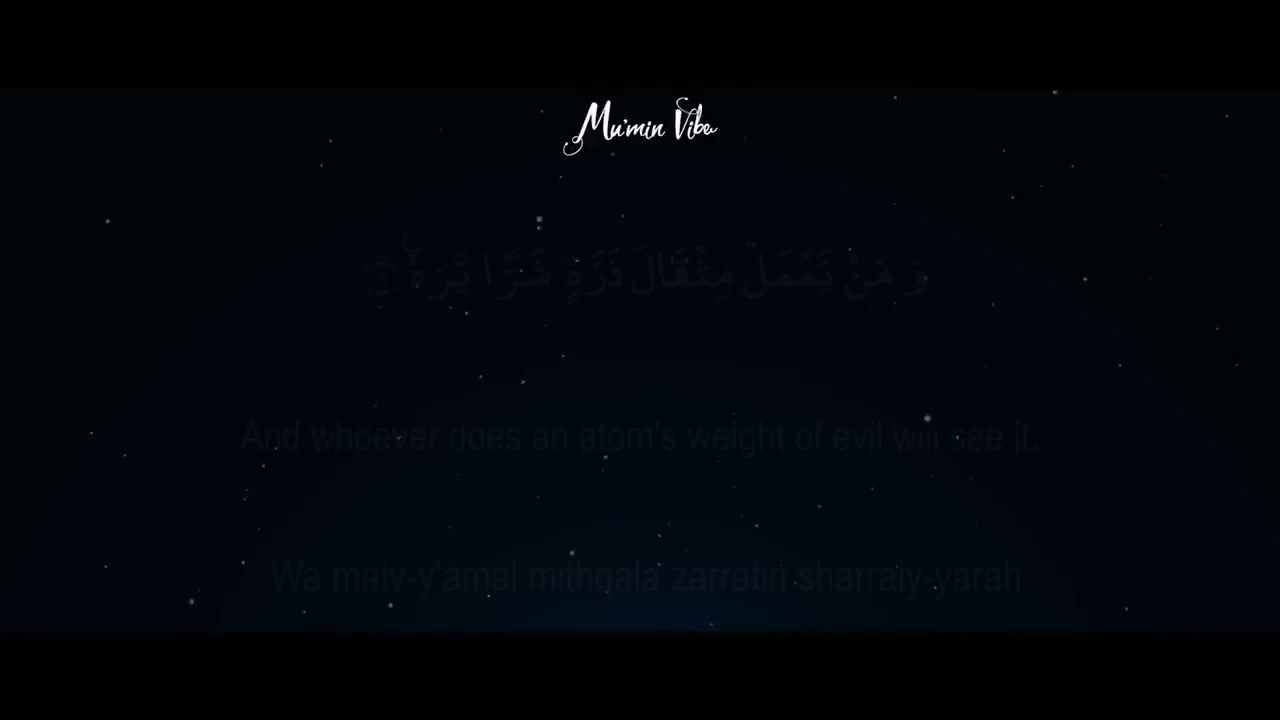 Mu'min Vibe
وَ مَنْ يَّعْمَلْ مِثْقَالَ ذَرَّةٍ شَرًّا يَّرَهٗ
And whoever does an atom's weight of evil will see it.
Wa maiy-y'amal mithqala zarratin sharraiy-yarah